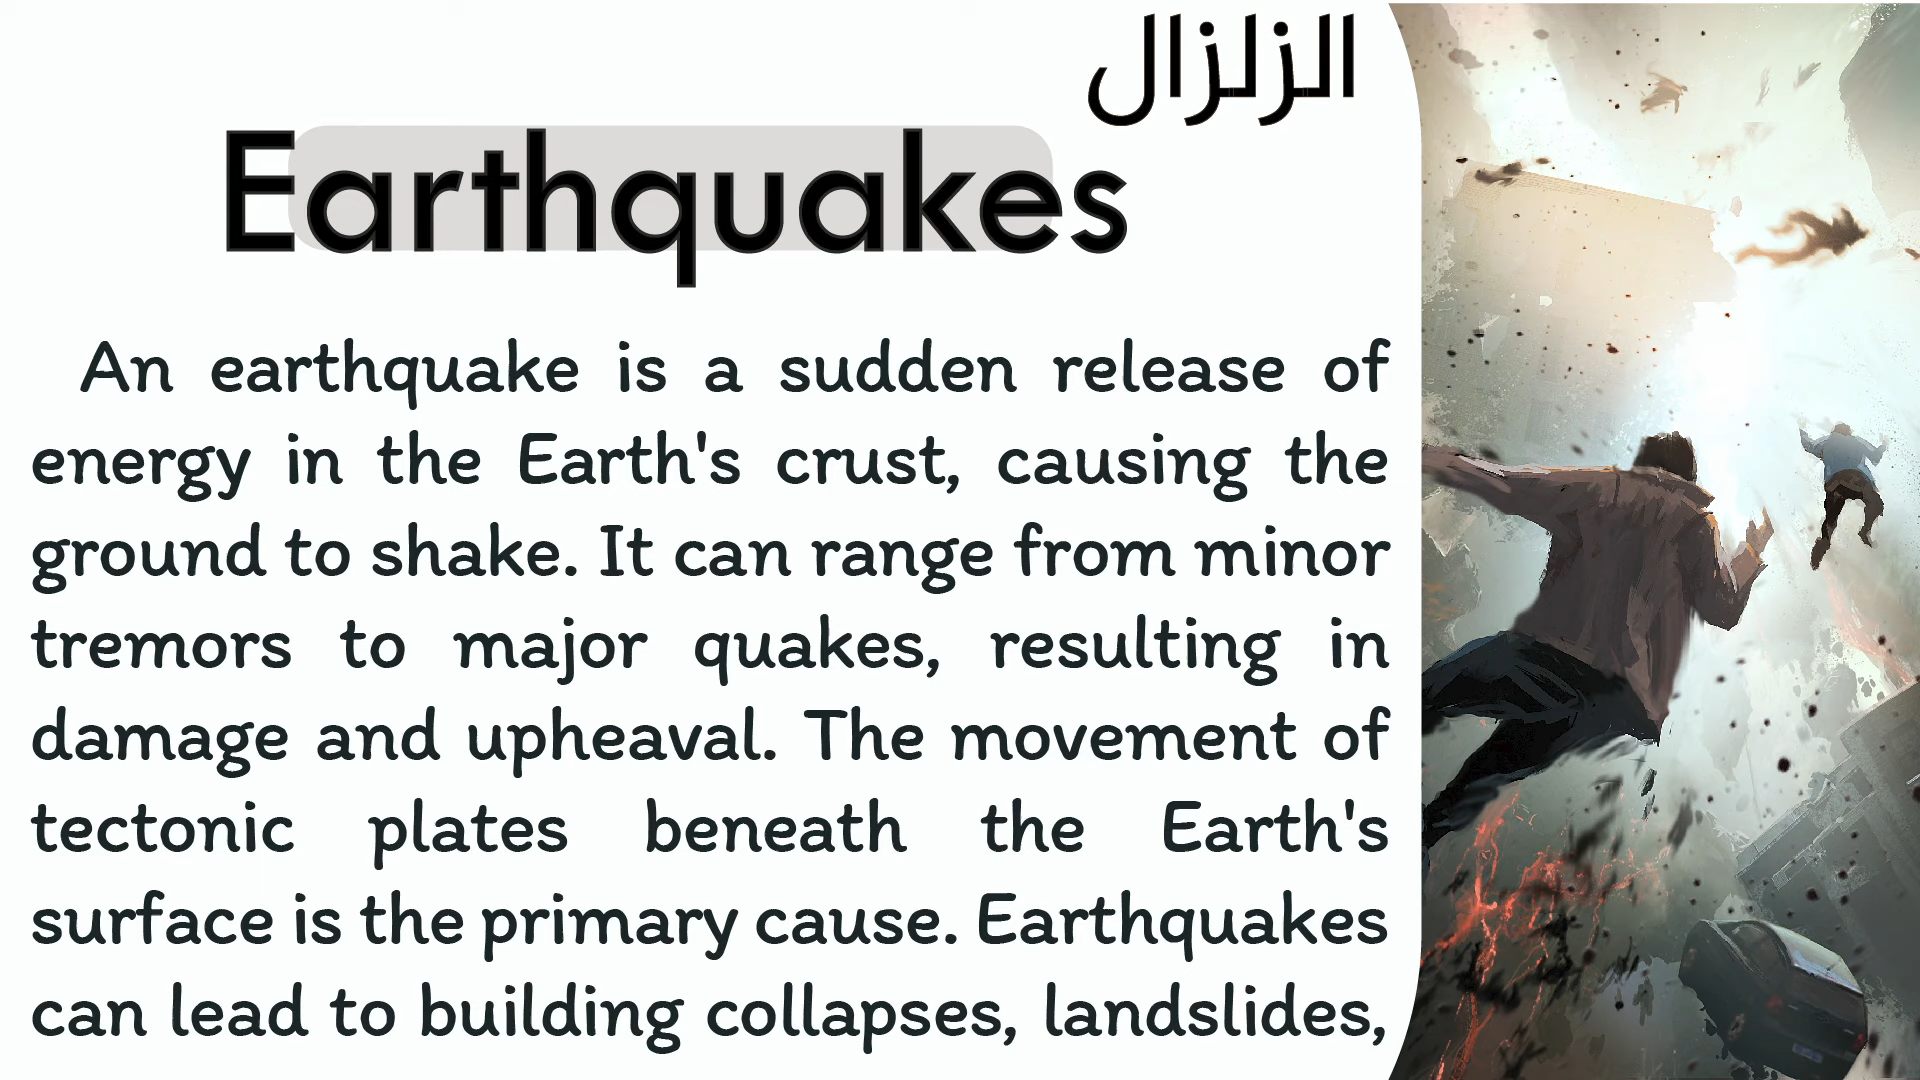 الزلزال
Earthquakes
An earthquake is a sudden release of
energy in the Earth's crust, causing the
ground to shake. It can range from minor
tremors to major quakes, resulting in
damage and upheaval. The movement of
tectonic plates beneath the Earth's
surface is the primary cause. Earthquakes
can lead to building collapses, landslides,